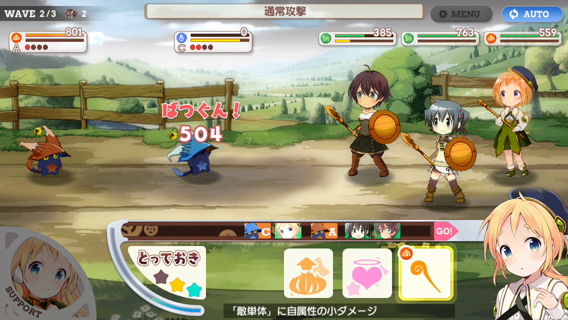 WAVE 2/3
2
通常攻撃
MENU
AUTO
801
A
0
C
385
763
559
ばつぐん！
504
C
A
GO!
とっておき
SUPPORT
「敵単体」に自属性の小ダメージ